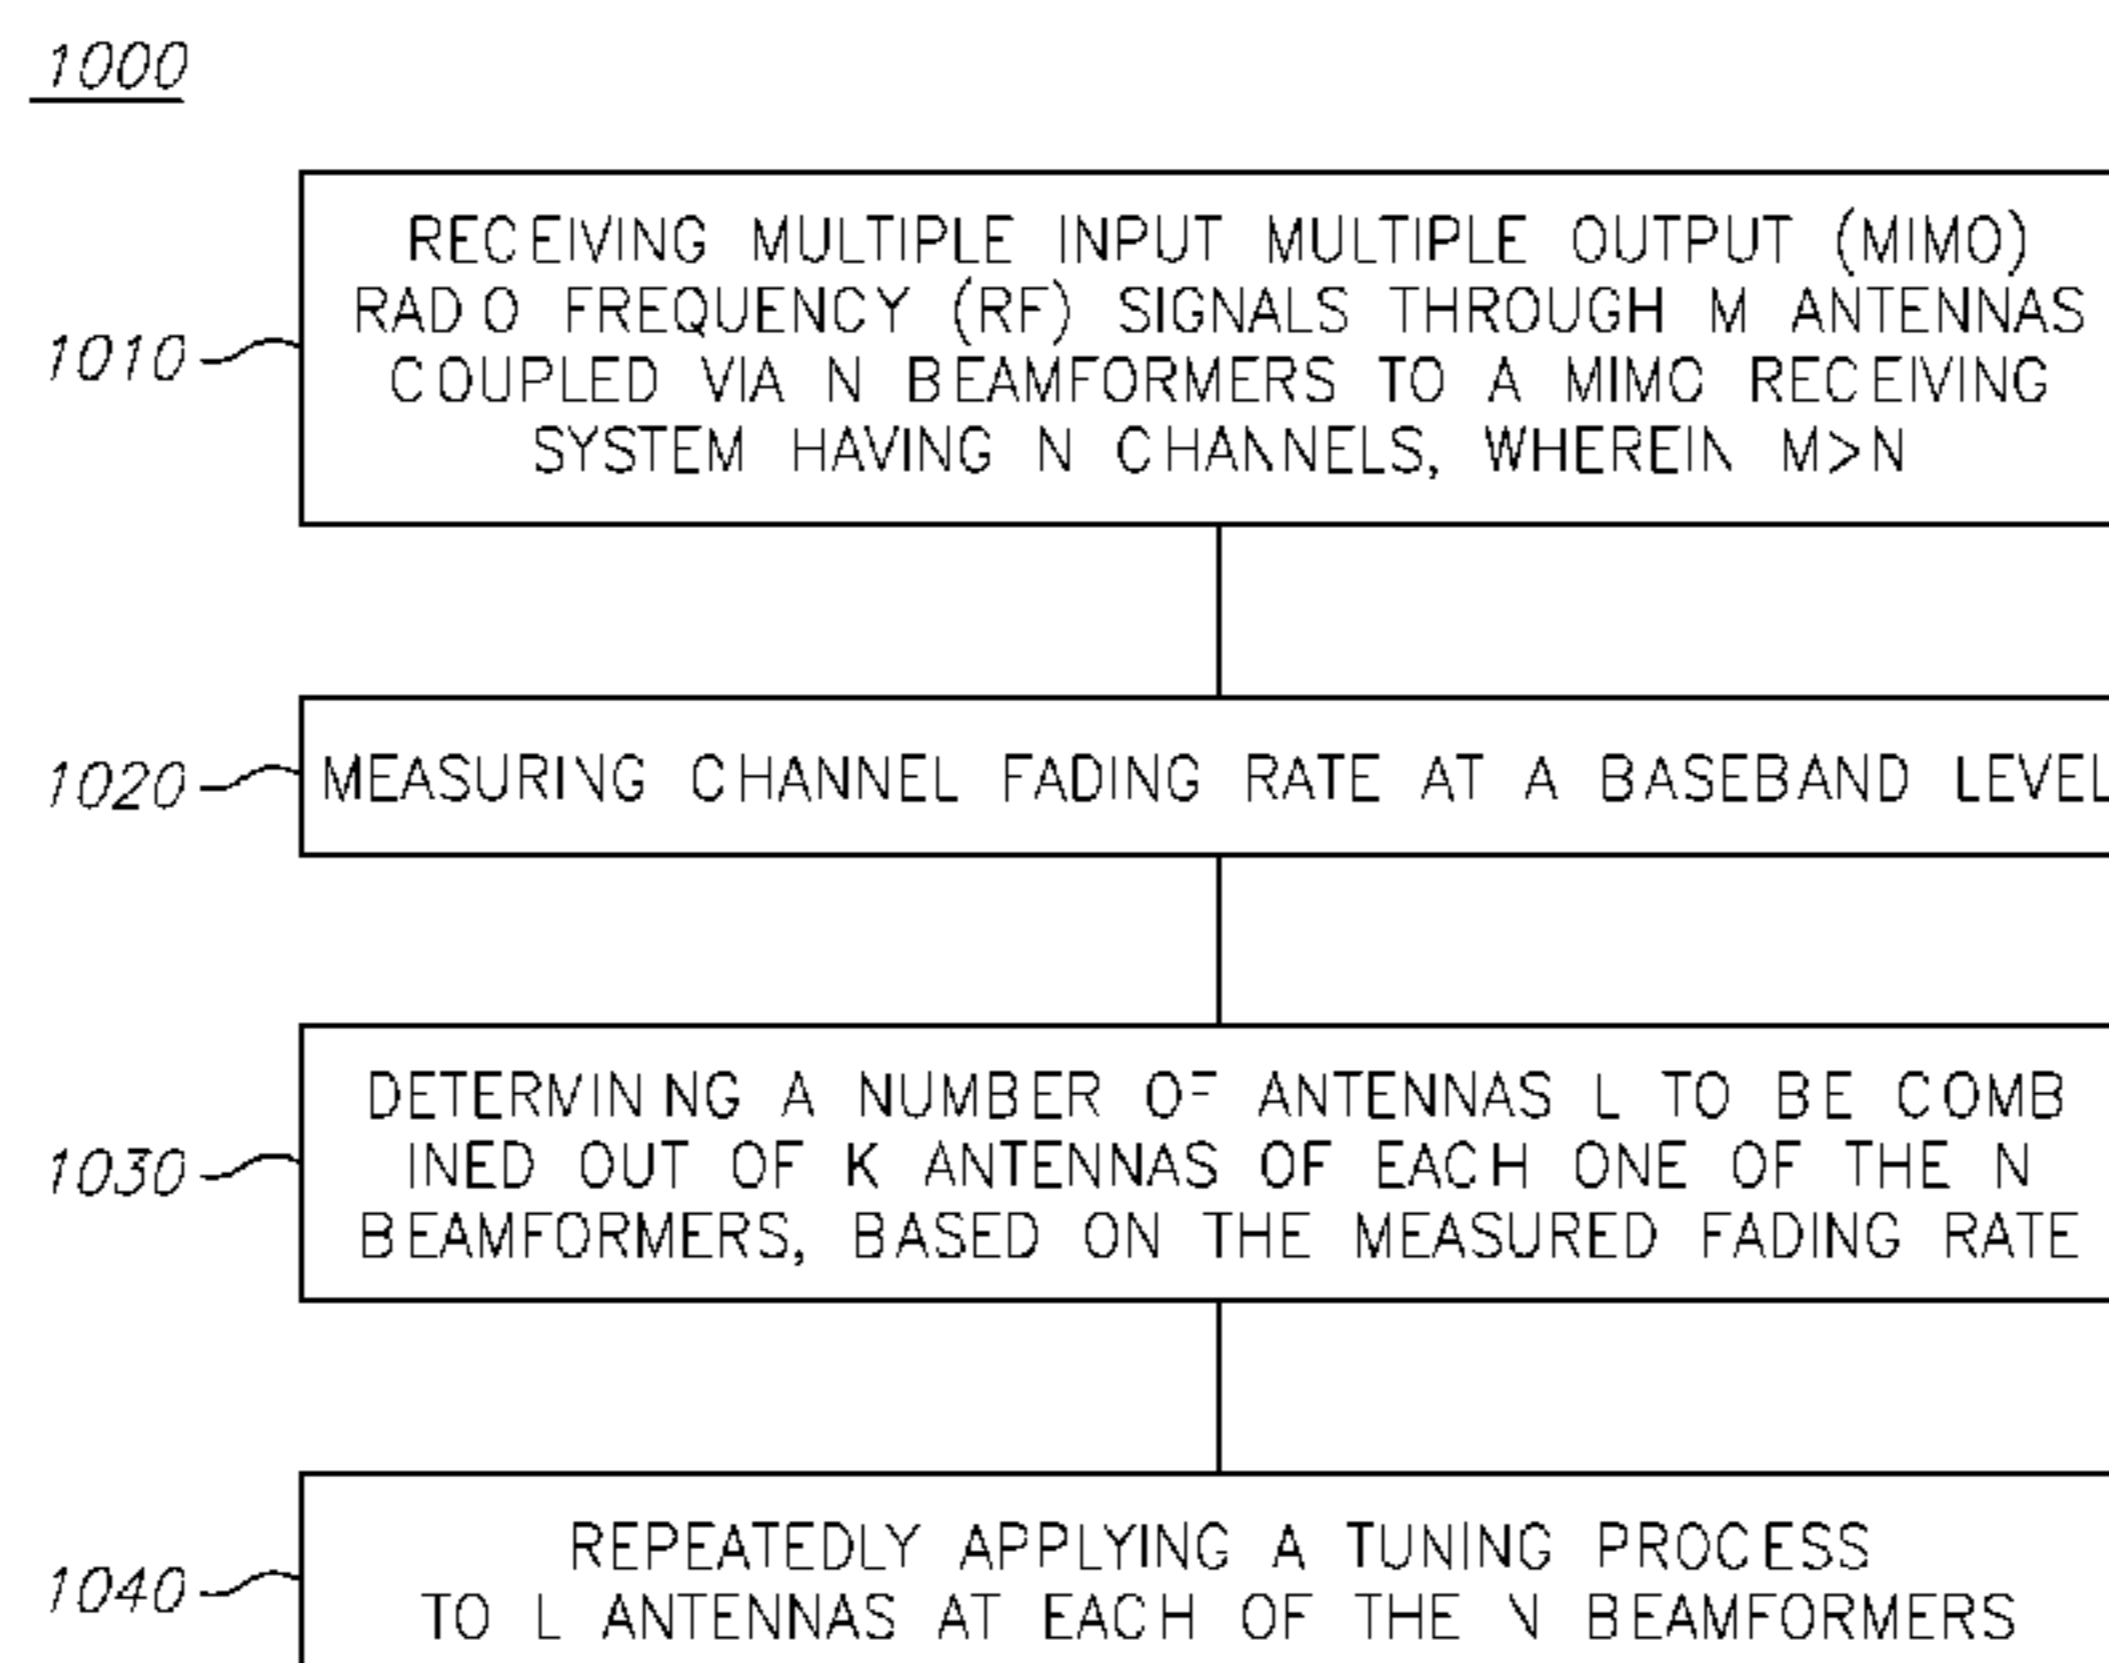 1000
RECEIVING MULTIPLE INPUT MULTIPLE OUTPUT (MIMO)
1010
RADIO FREQUENCY (RF) SIGNALS THROUGH M ANTENNAS
COUPLED VIA N BEAMFORMERS TO A MIMO RECEIVING
SYSTEM HAVING N CHANNELS, WHEREIN M>N
1020
MEASURING CHANNEL FADING RATE AT A BASEBAND LEVEL
DETERMINING A NUMBER OF ANTENNAS L TO BE COMB
1030
INED OUT OF K ANTENNAS OF EACH ONE OF THE N
BEAMFORMERS, BASED ON THE MEASURED FADING RATE
REPEATEDLY APPLYING A TUNING PROCESS
1040
TO L ANTENNAS AT EACH OF THE N BEAMFORMERS